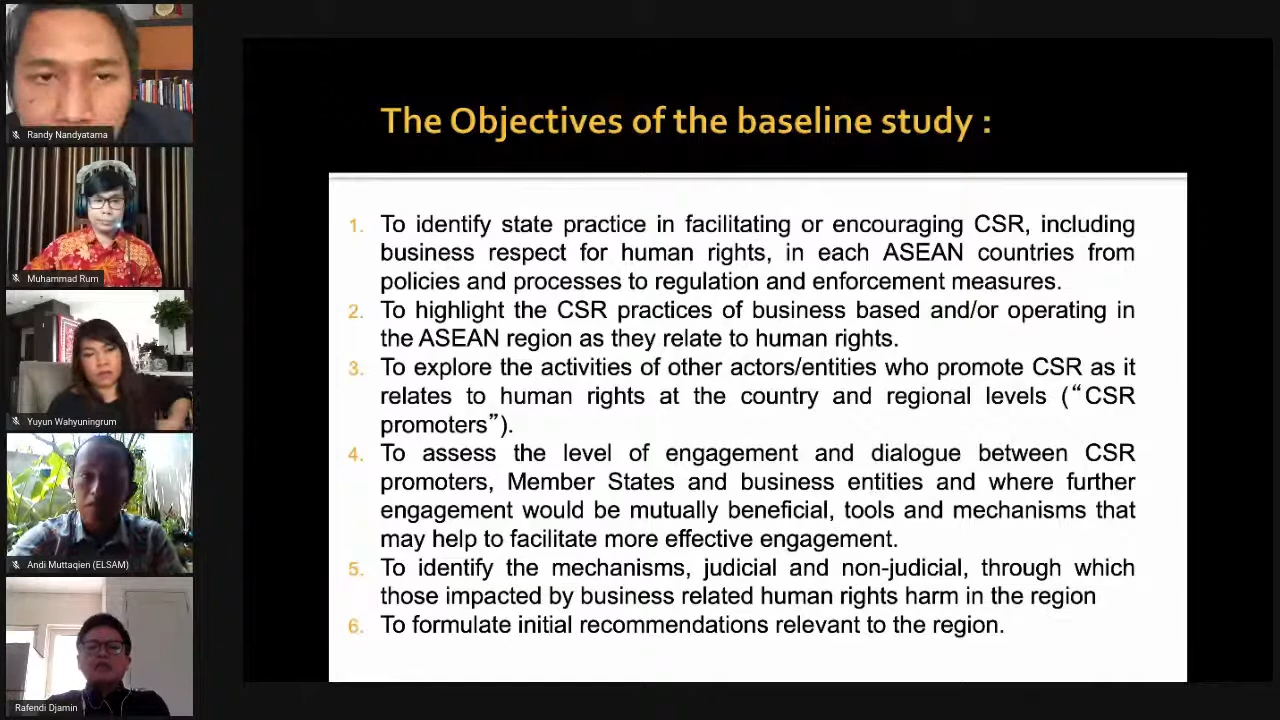 Randy Nandyatama
Muhammad Rum
Yuyun Wahyuningrum
Andi Muttaqien (ELSAM)
Rafendi Djamin
The Objectives of the baseline study :
1. To identify state practice in facilitating or encouraging CSR, including
business respect for human rights, in each ASEAN countries from
policies and processes to regulation and enforcement measures.
2. To highlight the CSR practices of business based and/or operating in
the ASEAN region as they relate to human rights.
3. To explore the activities of other actors/entities who promote CSR as it
relates to human rights at the country and regional levels (“CSR
promoters”).
4. To assess the level of engagement and dialogue between CSR
promoters, Member States and business entities and where further
engagement would be mutually beneficial, tools and mechanisms that
may help to facilitate more effective engagement.
5. To identify the mechanisms, judicial and non-judicial, through which
those impacted by business related human rights harm in the region
6. To formulate initial recommendations relevant to the region.